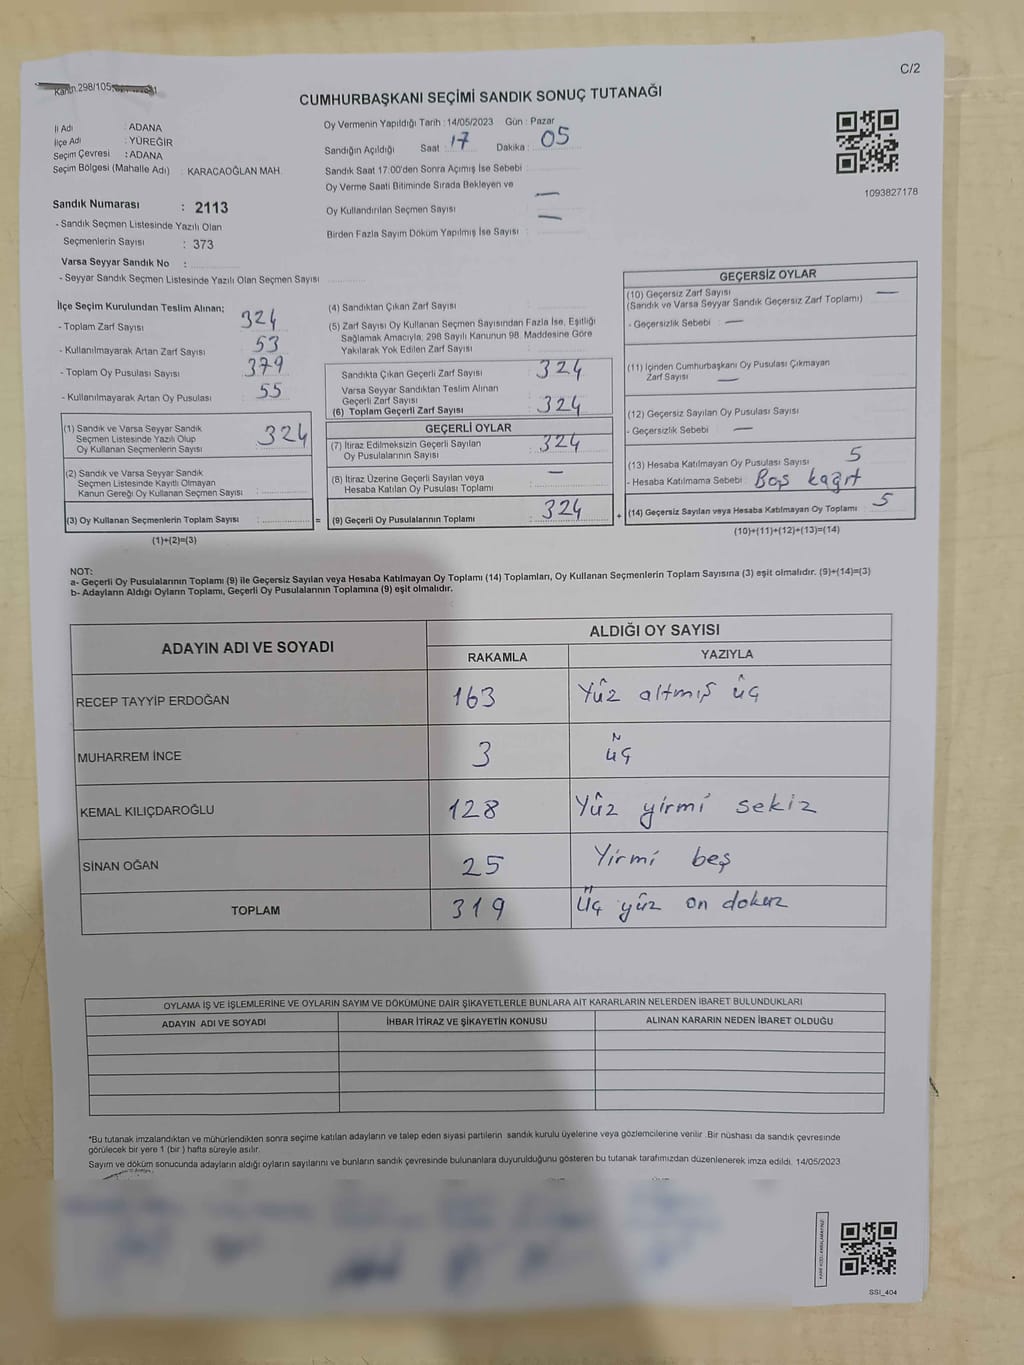 C/2
Kanun.298/105
CUMHURBAŞKANI SEÇİMİ SANDIK SONUÇ TUTANAĞI
İl Adı : ADANA
İlçe Adı : YÜREĞİR
Seçim Çevresi : ADANA
Seçim Bölgesi (Mahalle Adı) : KARACAOĞLAN MAH.
Oy Vermenin Yapıldığı Tarih : 14/05/2023 Gün : Pazar
Sandığın Açıldığı Saat : 17 Dakika : 05
Sandık Saat 17:00'den Sonra Açımış İse Sebebi :
Oy Verme Saati Bitiminde Sırada Bekleyen ve
Oy Kullandırılan Seçmen Sayısı : —
Birden Fazla Sayım Döküm Yapılmış İse Sayısı : —
1093827178
Sandık Numarası : 2113
- Sandık Seçmen Listesinde Yazılı Olan
Seçmenlerin Sayısı : 373
Varsa Seyyar Sandık No :
- Seyyar Sandık Seçmen Listesinde Yazılı Olan Seçmen Sayısı
İlçe Seçim Kurulundan Teslim Alınan;
- Toplam Zarf Sayısı 324
- Kullanılmayarak Artan Zarf Sayısı 53
- Toplam Oy Pusulası Sayısı 379
- Kullanılmayarak Artan Oy Pusulası 55
(1) Sandık ve Varsa Seyyar Sandık
Seçmen Listesinde Yazılı Olup
Oy Kullanan Seçmenlerin Sayısı 324
(2) Sandık ve Varsa Seyyar Sandık
Seçmen Listesinde Kayıtlı Olmayan
Kanun Gereği Oy Kullanan Seçmen Sayısı :
(3) Oy Kullanan Seçmenlerin Toplam Sayısı : =
(1)+(2)=(3)
(4) Sandıktan Çıkan Zarf Sayısı
(5) Zarf Sayısı Oy Kullanan Seçmen Sayısından Fazla İse, Eşitliği
Sağlamak Amacıyla, 298 Sayılı Kanunun 98. Maddesine Göre
Yakılarak Yok Edilen Zarf Sayısı
Sandıkta Çıkan Geçerli Zarf Sayısı 324
Varsa Seyyar Sandıktan Teslim Alınan
Geçerli Zarf Sayısı
(6) Toplam Geçerli Zarf Sayısı 324
GEÇERLİ OYLAR
(7) İtiraz Edilmeksizin Geçerli Sayılan
Oy Pusulalarının Sayısı 324
(8) İtiraz Üzerine Geçerli Sayılan veya
Hesaba Katılan Oy Pusulası Toplamı —
(9) Geçerli Oy Pusulalarının Toplamı 324 +
GEÇERSİZ OYLAR
(10) Geçersiz Zarf Sayısı —
(Sandık ve Varsa Seyyar Sandık Geçersiz Zarf Toplamı)
- Geçersizlik Sebebi : —
(11) İçinden Cumhurbaşkanı Oy Pusulası Çıkmayan
Zarf Sayısı —
(12) Geçersiz Sayılan Oy Pusulası Sayısı
- Geçersizlik Sebebi —
(13) Hesaba Katılmayan Oy Pusulası Sayısı 5
- Hesaba Katılmama Sebebi : Boş kağıt
(14) Geçersiz Sayılan veya Hesaba Katılmayan Oy Toplamı 5
(10)+(11)+(12)+(13)=(14)
NOT:
a- Geçerli Oy Pusulalarının Toplamı (9) ile Geçersiz Sayılan veya Hesaba Katılmayan Oy Toplamı (14) Toplamları, Oy Kullanan Seçmenlerin Toplam Sayısına (3) eşit olmalıdır. (9)+(14)=(3)
b- Adayların Aldığı Oyların Toplamı, Geçerli Oy Pusulalarının Toplamına (9) eşit olmalıdır.
ADAYIN ADI VE SOYADI ALDIĞI OY SAYISI
RAKAMLA YAZIYLA
RECEP TAYYİP ERDOĞAN 163 Yüz altmış üç
MUHARREM İNCE 3 üç
KEMAL KILIÇDAROĞLU 128 Yüz yirmi sekiz
SİNAN OĞAN 25 Yirmi beş
TOPLAM 319 Üç yüz on dokuz
OYLAMA İŞ VE İŞLEMLERİNE VE OYLARIN SAYIM VE DÖKÜMÜNE DAİR ŞİKAYETLERLE BUNLARA AİT KARARLARIN NELERDEN İBARET BULUNDUKLARI
ADAYIN ADI VE SOYADI İHBAR İTİRAZ VE ŞİKAYETİN KONUSU ALINAN KARARIN NEDEN İBARET OLDUĞU
*Bu tutanak imzalandıktan ve mühürlendikten sonra seçime katılan adayların ve talep eden siyasi partilerin sandık kurulu üyelerine veya gözlemcilerine verilir. Bir nüshası da sandık çevresinde
görülecek bir yere 1 (bir) hafta süreyle asılır.
Sayım ve döküm sonucunda adayların aldığı oyların sayılarını ve bunların sandık çevresinde bulunanlara duyurulduğunu gösteren bu tutanak tarafımızdan düzenlenerek imza edildi. 14/05/2023
SSI_404